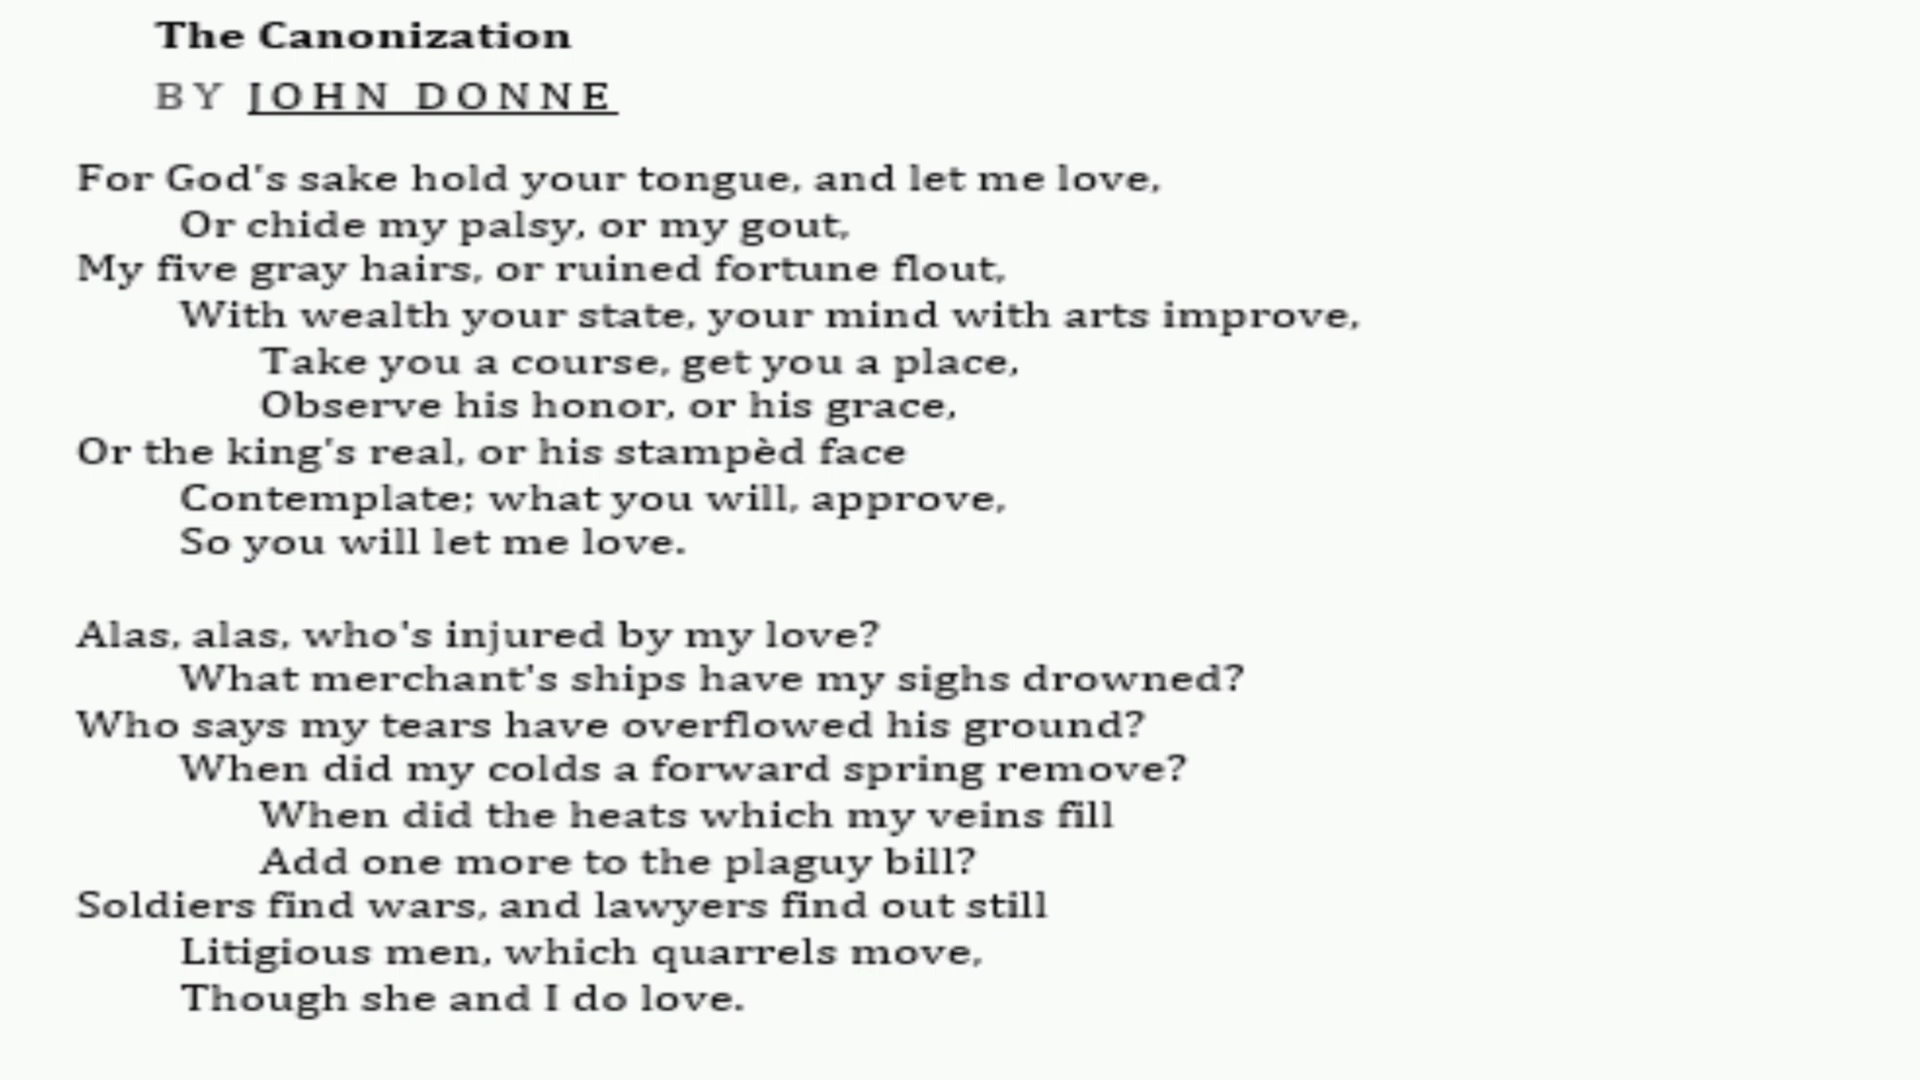 The Canonization
BY JOHN DONNE
For God's sake hold your tongue, and let me love,
Or chide my palsy, or my gout,
My five gray hairs, or ruined fortune flout,
With wealth your state, your mind with arts improve,
Take you a course, get you a place,
Observe his honor, or his grace,
Or the king's real, or his stampèd face
Contemplate; what you will, approve,
So you will let me love.
Alas, alas, who's injured by my love?
What merchant's ships have my sighs drowned?
Who says my tears have overflowed his ground?
When did my colds a forward spring remove?
When did the heats which my veins fill
Add one more to the plaguy bill?
Soldiers find wars, and lawyers find out still
Litigious men, which quarrels move,
Though she and I do love.